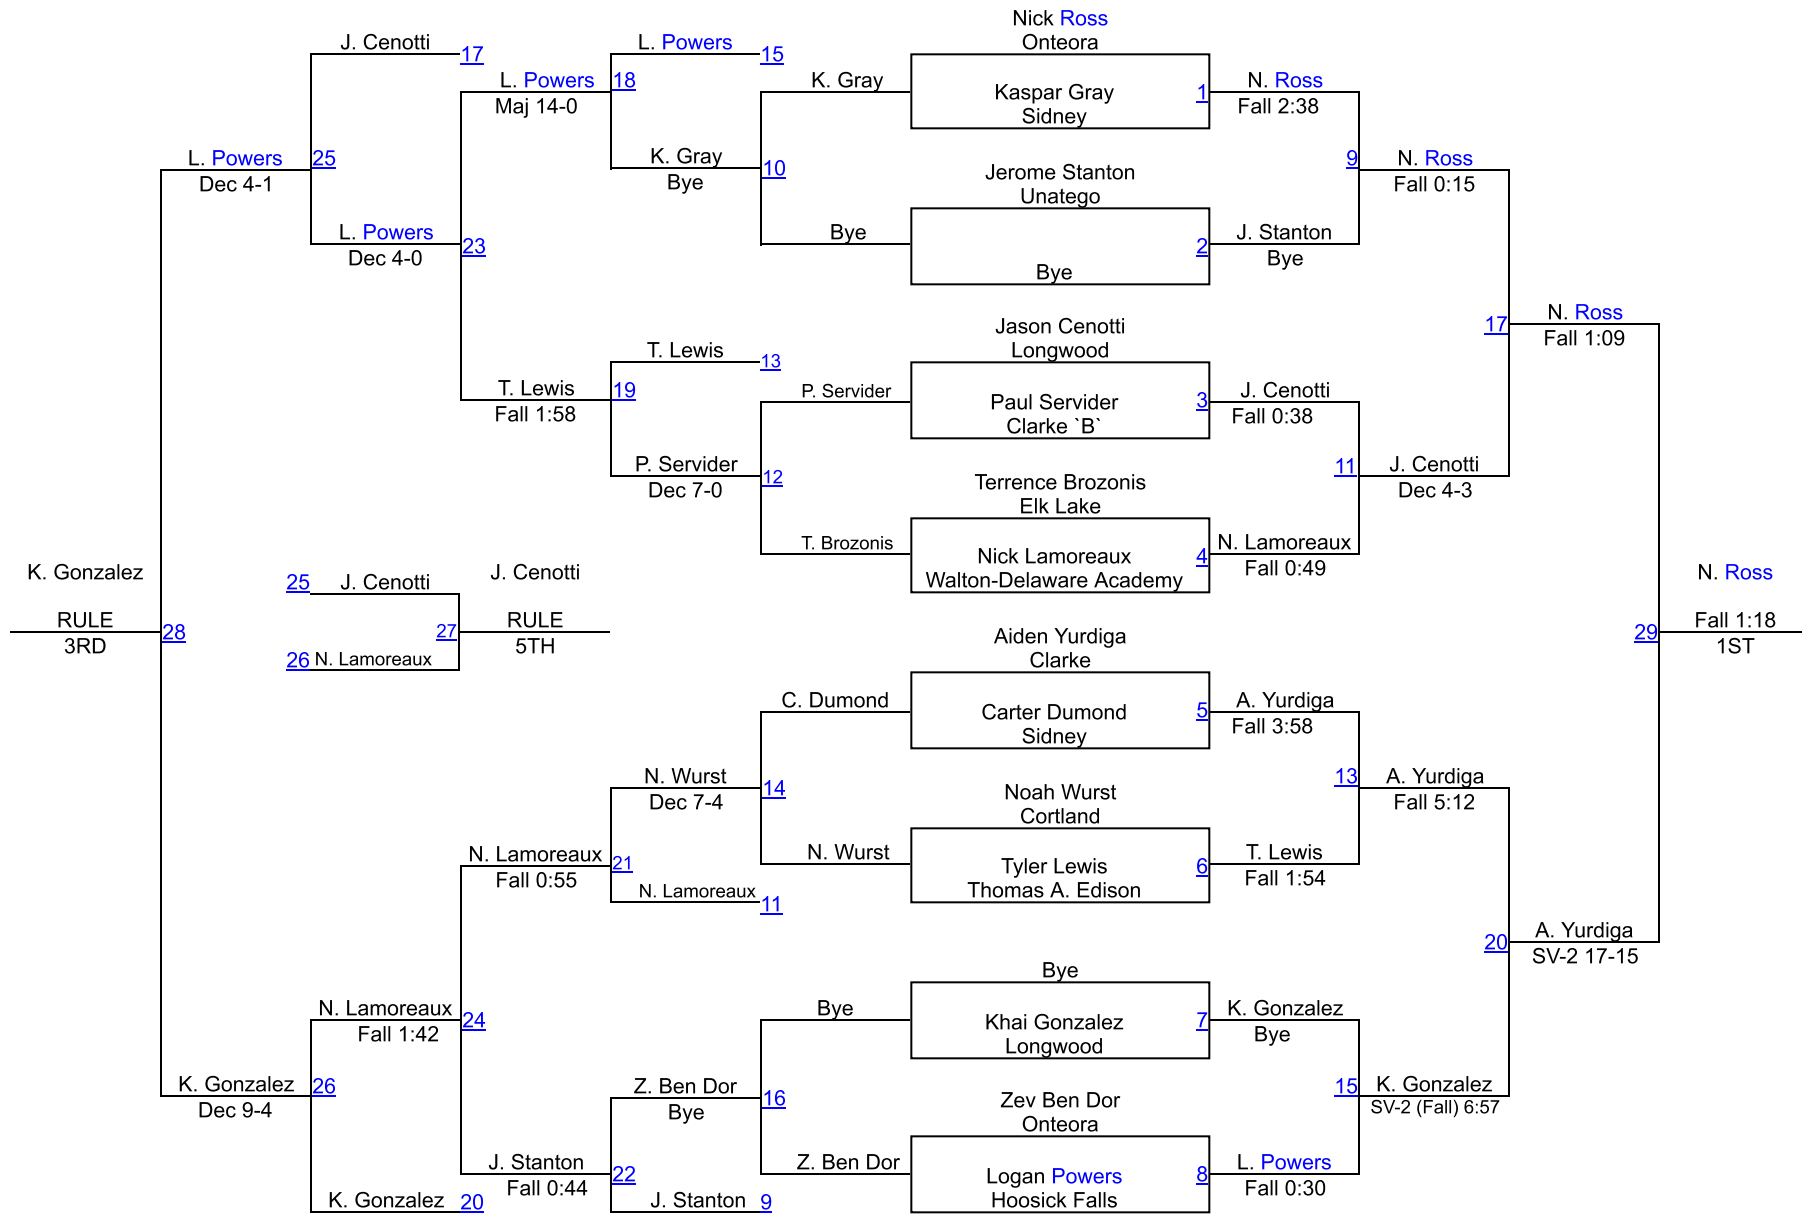 Nick Ross
Onteora
J. Cenotti
17
L. Powers
15
L. Powers
18
Maj 14-0
K. Gray
Kaspar Gray
Sidney
1
N. Ross
Fall 2:38
L. Powers
25
Dec 4-1
K. Gray
10
Bye
Jerome Stanton
Unatego
9
N. Ross
Fall 0:15
L. Powers
23
Dec 4-0
Bye
Bye
2
J. Stanton
Bye
Jason Cenotti
Longwood
17
N. Ross
Fall 1:09
T. Lewis
13
T. Lewis
19
Fall 1:58
P. Servider
Paul Servider
Clarke `B`
3
J. Cenotti
Fall 0:38
P. Servider
12
Dec 7-0
Terrence Brozonis
Elk Lake
11
J. Cenotti
Dec 4-3
T. Brozonis
Nick Lamoreaux
Walton-Delaware Academy
4
N. Lamoreaux
Fall 0:49
K. Gonzalez
RULE
3RD
28
25
J. Cenotti
J. Cenotti
27
RULE
5TH
26
N. Lamoreaux
N. Ross
29
Fall 1:18
1ST
Aiden Yurdiga
Clarke
C. Dumond
Carter Dumond
Sidney
5
A. Yurdiga
Fall 3:58
N. Wurst
14
Dec 7-4
Noah Wurst
Cortland
13
A. Yurdiga
Fall 5:12
N. Lamoreaux
21
Fall 0:55
N. Wurst
Tyler Lewis
Thomas A. Edison
6
T. Lewis
Fall 1:54
N. Lamoreaux
11
20
A. Yurdiga
SV-2 17-15
Bye
N. Lamoreaux
24
Fall 1:42
Bye
Khai Gonzalez
Longwood
7
K. Gonzalez
Bye
K. Gonzalez
26
Dec 9-4
Z. Ben Dor
16
Bye
Zev Ben Dor
Onteora
15
K. Gonzalez
SV-2 (Fall) 6:57
J. Stanton
22
Fall 0:44
Z. Ben Dor
Logan Powers
Hoosick Falls
8
L. Powers
Fall 0:30
K. Gonzalez
20
J. Stanton
9